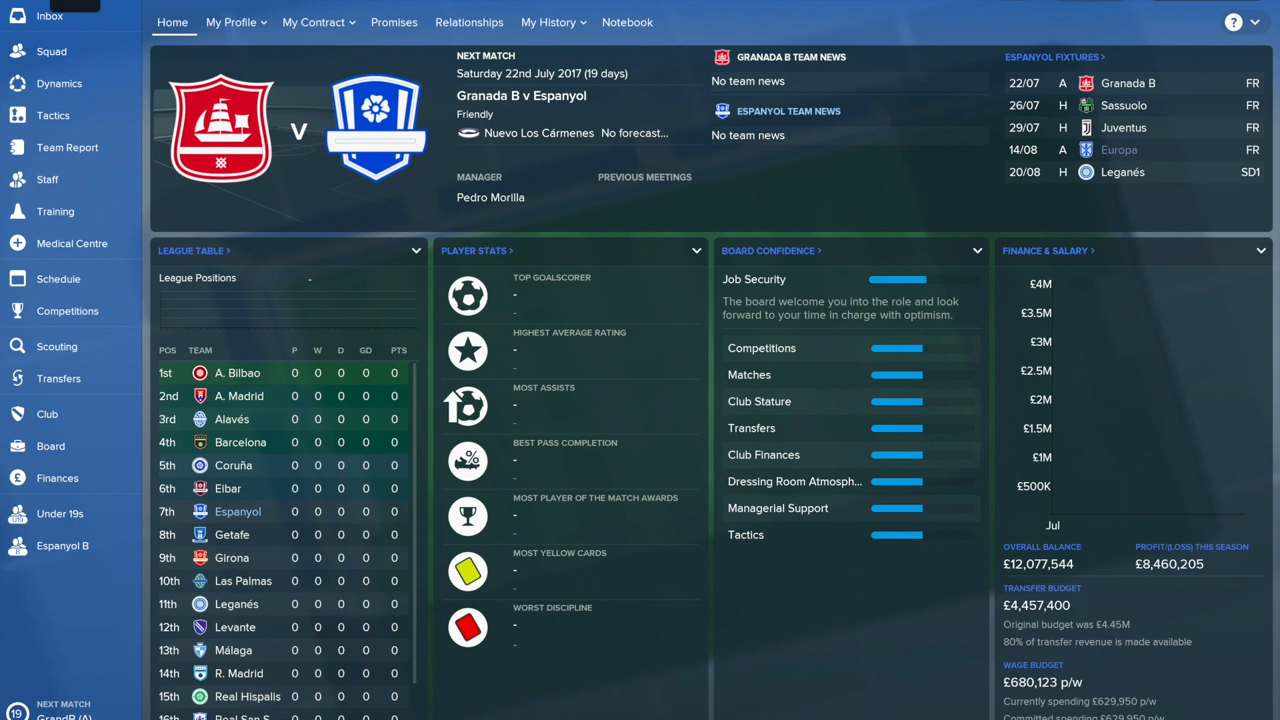 Inbox
Squad
Dynamics
Tactics
Team Report
Staff
Training
Medical Centre
Schedule
Competitions
Scouting
Transfers
Club
Board
Finances
Under 19s
Espanyol B
19 NEXT MATCH
GrandB (A)
Home My Profile My Contract Promises Relationships My History Notebook ?
V
NEXT MATCH
Saturday 22nd July 2017 (19 days)
Granada B v Espanyol
Friendly
Nuevo Los Cármenes No forecast...
MANAGER PREVIOUS MEETINGS
Pedro Morilla
GRANADA B TEAM NEWS
No team news
ESPANYOL TEAM NEWS
No team news
ESPANYOL FIXTURES >
22/07 A Granada B FR
26/07 H Sassuolo FR
29/07 H Juventus FR
14/08 A Europa FR
20/08 H Leganés SD1
LEAGUE TABLE >
League Positions -
POS TEAM P W D GD PTS
1st A. Bilbao 0 0 0 0 0
2nd A. Madrid 0 0 0 0 0
3rd Alavés 0 0 0 0 0
4th Barcelona 0 0 0 0 0
5th Coruña 0 0 0 0 0
6th Eibar 0 0 0 0 0
7th Espanyol 0 0 0 0 0
8th Getafe 0 0 0 0 0
9th Girona 0 0 0 0 0
10th Las Palmas 0 0 0 0 0
11th Leganés 0 0 0 0 0
12th Levante 0 0 0 0 0
13th Málaga 0 0 0 0 0
14th R. Madrid 0 0 0 0 0
15th Real Hispalis 0 0 0 0 0
16th Real San S. 0 0 0 0 0
PLAYER STATS >
TOP GOALSCORER
-
-
HIGHEST AVERAGE RATING
-
-
MOST ASSISTS
-
-
BEST PASS COMPLETION
-
-
MOST PLAYER OF THE MATCH AWARDS
-
-
MOST YELLOW CARDS
-
-
WORST DISCIPLINE
-
-
BOARD CONFIDENCE >
Job Security
The board welcome you into the role and look
forward to your time in charge with optimism.
Competitions
Matches
Club Stature
Transfers
Club Finances
Dressing Room Atmosph...
Managerial Support
Tactics
FINANCE & SALARY >
£4M
£3.5M
£3M
£2.5M
£2M
£1.5M
£1M
£500K
Jul
OVERALL BALANCE PROFIT/(LOSS) THIS SEASON
£12,077,544 £8,460,205
TRANSFER BUDGET
£4,457,400
Original budget was £4.45M
80% of transfer revenue is made available
WAGE BUDGET
£680,123 p/w
Currently spending £629,950 p/w
Committed spending £629,950 p/w